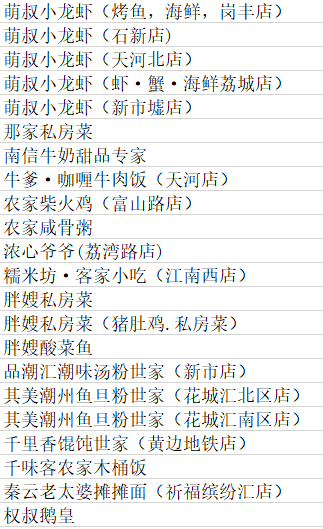 萌叔小龙虾（烤鱼，海鲜，岗丰店）
萌叔小龙虾（石新店)
萌叔小龙虾（天河北店）
萌叔小龙虾（虾·蟹·海鲜荔城店）
萌叔小龙虾（新市墟店）
那家私房菜
南信牛奶甜品专家
牛爹·咖喱牛肉饭（天河店）
农家柴火鸡（富山路店）
农家咸骨粥
浓心爷爷(荔湾路店)
糯米坊·客家小吃（江南西店）
胖嫂私房菜
胖嫂私房菜（猪肚鸡.私房菜）
胖嫂酸菜鱼
品潮汇潮味汤粉世家（新市店）
其美潮州鱼旦粉世家（花城汇北区店）
其美潮州鱼旦粉世家（花城汇南区店）
千里香馄饨世家（黄边地铁店）
千味客农家木桶饭
秦云老太婆摊摊面（祈福缤纷汇店）
权叔鹅皇